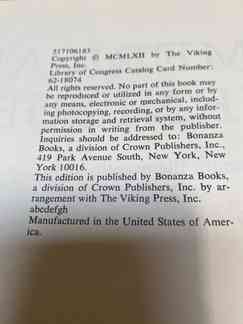 517106183
Copyright © MCMLXII by The Viking
Press, Inc.
Library of Congress Catalog Card Number:
62-18074
All rights reserved. No part of this book may
be reproduced or utilized in any form or by
any means, electronic or mechanical, includ-
ing photocopying, recording, or by any infor-
mation storage and retrieval system, without
permission in writing from the publisher.
Inquiries should be addressed to: Bonanza
Books, a division of Crown Publishers, Inc.,
419 Park Avenue South, New York, New
York 10016.
This edition is published by Bonanza Books,
a division of Crown Publishers, Inc. by ar-
rangement with The Viking Press, Inc.
abcdefgh
Manufactured in the United States of Amer-
ica.